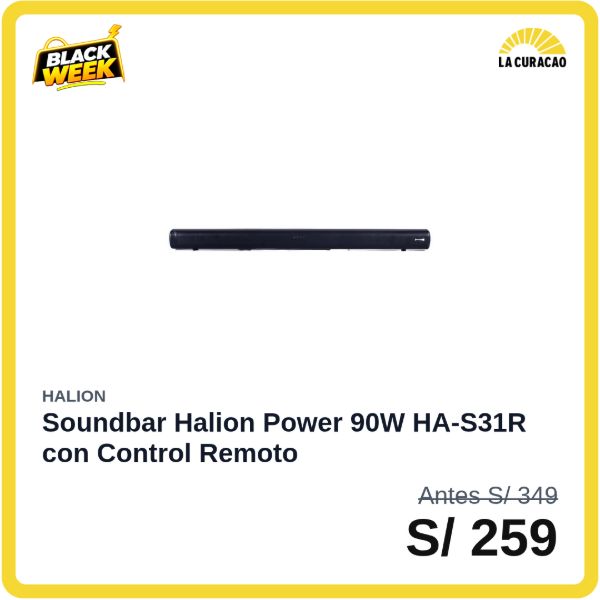 BLACK
WEEK
LA CURACAO
HALION
Soundbar Halion Power 90W HA-S31R
con Control Remoto
Antes S/ 349
S/ 259